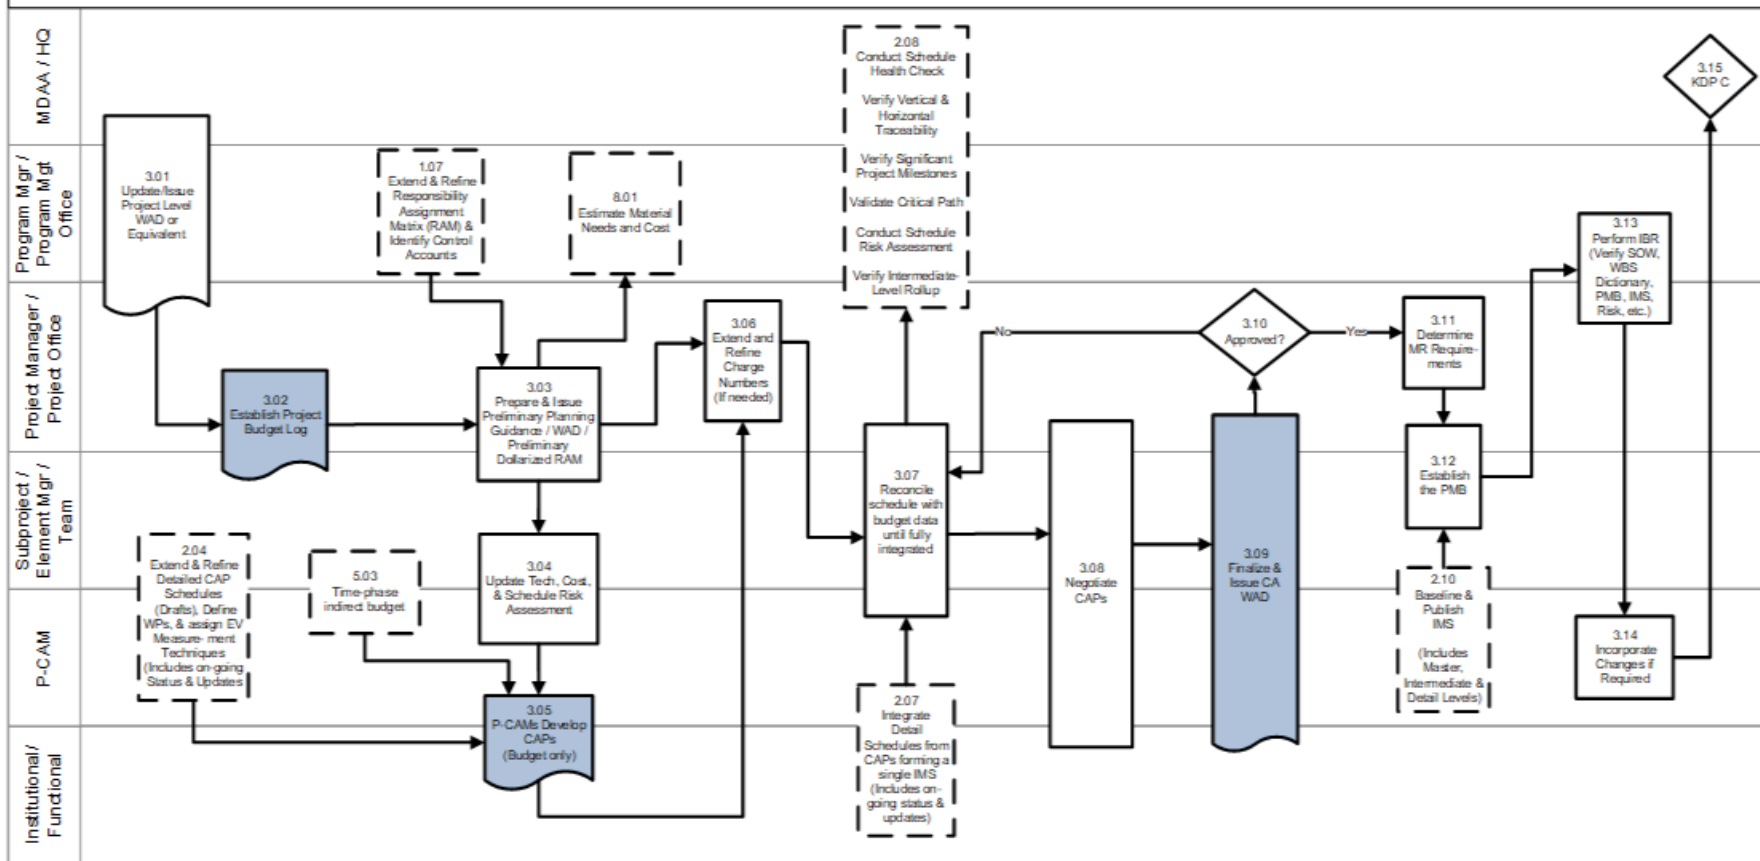 MDAA / HQ
Program Mgr /
Program Mgt
Office
Project Manager /
Project Office
Subproject /
Element Mgr /
Team
P-CAM
Institutional/
Functional
3.01
Update/Issue
Project Level
WAD or
Equivalent
3.02
Establish Project
Budget Log
1.07
Extend & Refine
Responsibility
Assignment
Matrix (RAM) &
Identify Control
Accounts
8.01
Estimate Material
Needs and Cost
3.03
Prepare & Issue
Preliminary Planning
Guidance / WAD /
Preliminary
Dollarized RAM
2.04
Extend & Refine
Detailed CAP
Schedules
(Drafts), Define
WPs, & assign EV
Measure- ment
Techniques
(Includes on-going
Status & Updates
5.03
Time-phase
indirect budget
3.04
Update Tech, Cost,
& Schedule Risk
Assessment
3.05
P-CAMs Develop
CAPs
(Budget only)
3.06
Extend and
Refine
Charge
Numbers
(If needed)
2.08
Conduct Schedule
Health Check
Verify Vertical &
Horizontal
Traceability
Verify Significant
Project Milestones
Validate Critical Path
Conduct Schedule
Risk Assessment
Verify Intermediate-
Level Rollup
3.07
Reconcile
schedule with
budget data
until fully
integrated
2.07
Integrate
Detail
Schedules from
CAPs forming a
single IMS
(Includes on-
going status &
updates)
3.08
Negotiate
CAPs
3.09
Finalize &
Issue CA
WAD
No
3.10
Approved?
Yes
3.11
Determine
MR Require-
ments
3.12
Establish
the PMB
2.10
Baseline &
Publish
IMS
(Includes
Master,
Intermediate &
Detail Levels)
3.13
Perform IBR
(Verify SOW,
WBS
Dictionary,
PMB, IMS,
Risk, etc.)
3.14
Incorporate
Changes if
Required
3.15
KDP C